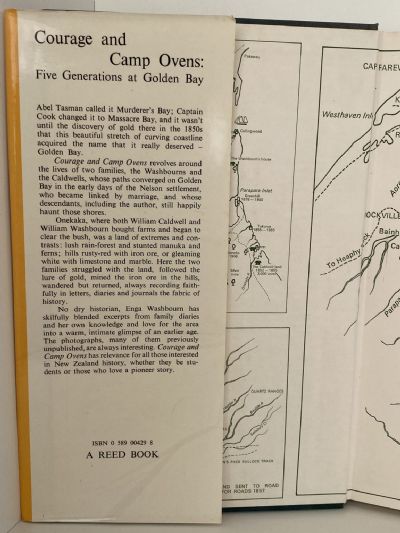 Courage and
Camp Ovens:
Five Generations at Golden Bay
Abel Tasman called it Murderer's Bay; Captain
Cook changed it to Massacre Bay, and it wasn't
until the discovery of gold there in the 1850s
that this beautiful stretch of curving coastline
acquired the name that it really deserved –
Golden Bay.
Courage and Camp Ovens revolves around
the lives of two families, the Washbourns and
the Caldwells, whose paths converged on Golden
Bay in the early days of the Nelson settlement,
who became linked by marriage, and whose
descendants, including the author, still happily
haunt those shores.
Onekaka, where both William Caldwell and
William Washbourn bought farms and began to
clear the bush, was a land of extremes and con-
trasts: lush rain-forest and stunted manuka and
ferns; hills rusty-red with iron ore, or gleaming
white with limestone and marble. Here the two
families struggled with the land, followed the
lure of gold, mined the iron ore in the hills,
wandered but returned, always recording faith-
fully in letters, diaries and journals the fabric of
history.
No dry historian, Enga Washbourn has
skilfully blended excerpts from family diaries
and her own knowledge and love for the area
into a warm, intimate glimpse of an earlier age.
The photographs, many of them previously
unpublished, are always interesting. Courage and
Camp Ovens has relevance for all those interested
in New Zealand history, whether they be stu-
dents or those who love a pioneer story.
ISBN 0 589 00429 8
A REED BOOK
Collingwood
Parapara Inlet
QUARTZ RANGES
BULLOCK TRACK
AND SENT TO ROAD
FOR ROADS 1857
Westhaven
To Heaphy